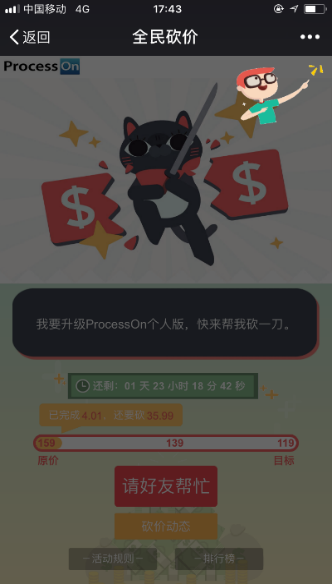 中国移动 4G 17:43
返回 全民砍价
ProcessOn
$ $
我要升级ProcessOn个人版，快来帮我砍一刀。
还剩：01 天 23 小时 18 分 42 秒
已完成4.01，还要砍35.99
159 139 119
原价 目标
请好友帮忙
砍价动态
－活动规则－ －排行榜－